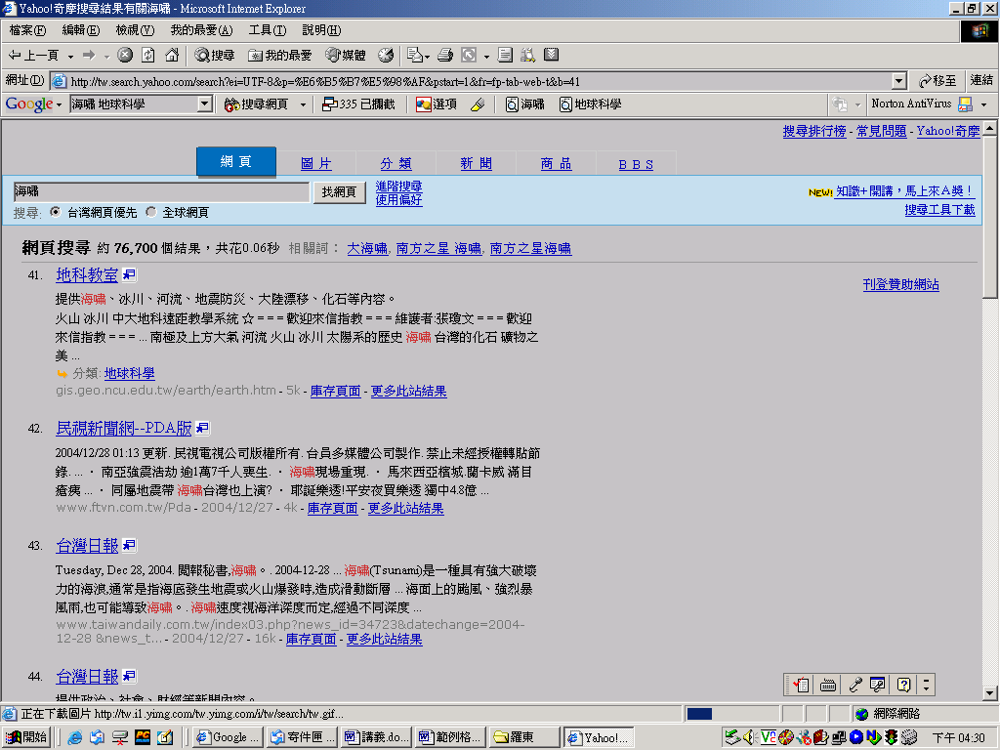 Yahoo!奇摩搜尋結果有關海嘯 - Microsoft Internet Explorer
檔案(F) 編輯(E) 檢視(V) 我的最愛(A) 工具(T) 說明(H)
上一頁 搜尋 我的最愛 媒體
網址(D) http://tw.search.yahoo.com/search?ei=UTF-8&p=%E6%B5%B7%E5%98%AF&pstart=1&fr=fp-tab-web-t&b=41 移至 連結
Google 海嘯 地球科學 搜尋網頁 335 已攔截 選項 海嘯 地球科學 Norton AntiVirus
搜尋排行榜 - 常見問題 - Yahoo!奇摩
網頁 圖片 分類 新聞 商品 BBS
海嘯 找網頁 進階搜尋
使用偏好
NEW! 知識+開講，馬上來A獎！
搜尋: 台灣網頁優先 全球網頁
搜尋工具下載
網頁搜尋 約 76,700 個結果，共花0.06秒 相關詞： 大海嘯, 南方之星 海嘯, 南方之星海嘯
41. 地科教室
刊登贊助網站
提供海嘯、冰川、河流、地震防災、大陸漂移、化石等內容。
火山 冰川 中大地科遠距教學系統 ☆ = = = 歡迎來信指教 = = = 維護者:張瓊文 = = = 歡迎
來信指教 = = = ... 南極及上方大氣 河流 火山 冰川 太陽系的歷史 海嘯 台灣的化石 礦物之
美 ...
分類: 地球科學
gis.geo.ncu.edu.tw/earth/earth.htm - 5k - 庫存頁面 - 更多此站結果
42. 民視新聞網--PDA版
2004/12/28 01:13 更新. 民視電視公司版權所有. 台員多媒體公司製作. 禁止未經授權轉貼節
錄. ... ‧ 南亞強震浩劫 逾1萬7千人喪生. ‧ 海嘯現場重現. ‧ 馬來西亞檳城.蘭卡威 滿目
瘡痍 ... ‧ 同屬地震帶 海嘯台灣也上演? ‧ 耶誕樂透!平安夜買樂透 獨中4.8億 ...
www.ftvn.com.tw/Pda - 2004/12/27 - 4k - 庫存頁面 - 更多此站結果
43. 台灣日報
Tuesday, Dec 28, 2004. 閱報秘書,海嘯。. 2004-12-28 ... 海嘯(Tsunami)是一種具有強大破壞
力的海浪,通常是指海底發生地震或火山爆發時,造成滑動斷層 ... 海面上的颱風、強烈暴
風雨,也可能導致海嘯。. 海嘯速度視海洋深度而定,經過不同深度 ...
www.taiwandaily.com.tw/index03.php?news_id=34723&datechange=2004-
12-28 &news_t... - 2004/12/27 - 16k - 庫存頁面 - 更多此站結果
44. 台灣日報
提供政治、社會、財經等新聞內容。
正在下載圖片 http://tw.i1.yimg.com/tw.yimg.com/i/tw/search/tw.gif... 網際網路
開始 Google ... 寄件匣 ... 講義.do... 範例格... 羅東 Yahoo!... 下午 04:30